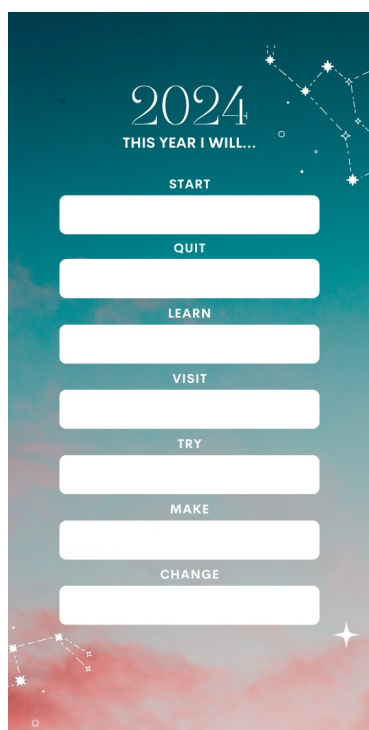 2024
THIS YEAR I WILL...
START
QUIT
LEARN
VISIT
TRY
MAKE
CHANGE